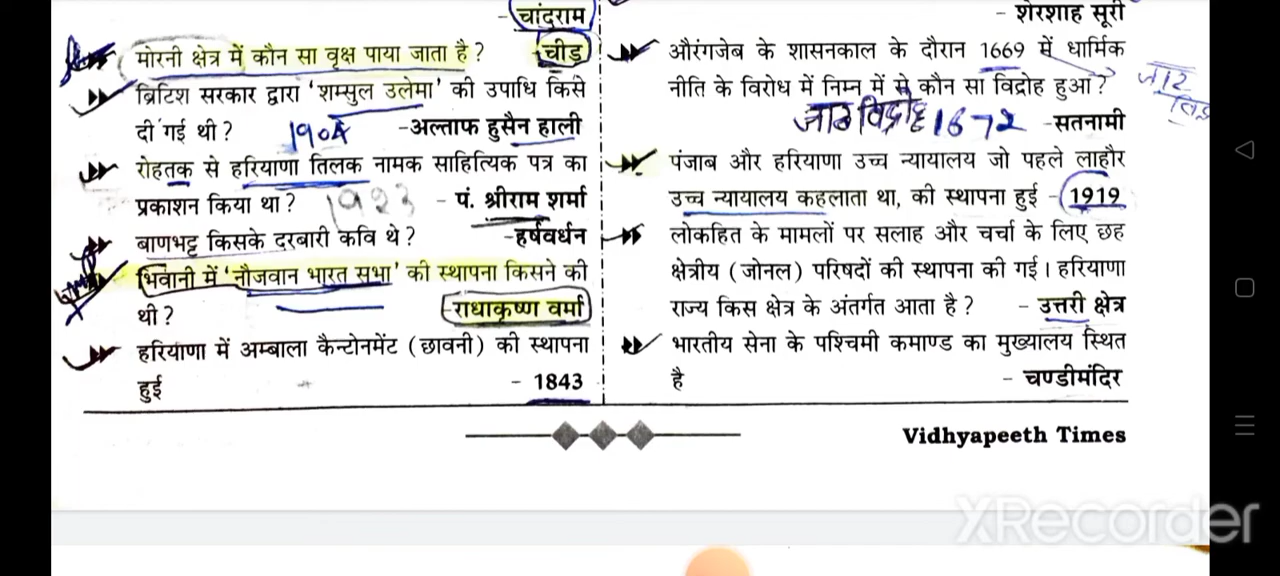 - चांदराम
मोरनी क्षेत्र में कौन सा वृक्ष पाया जाता है? चीड़
ब्रिटिश सरकार द्वारा 'शम्सुल उलेमा' की उपाधि किसे
दी गई थी? 1904 -अल्ताफ हुसैन हाली
रोहतक से हरियाणा तिलक नामक साहित्यिक पत्र का
प्रकाशन किया था? 1923 - पं. श्रीराम शर्मा
बाणभट्ट किसके दरबारी कवि थे? -हर्षवर्धन
भिवानी में 'नौजवान भारत सभा' की स्थापना किसने की
थी? -राधाकृष्ण वर्मा
हरियाणा में अम्बाला कैन्टोनमेंट (छावनी) की स्थापना
हुई - 1843
- शेरशाह सूरी
औरंगजेब के शासनकाल के दौरान 1669 में धार्मिक
नीति के विरोध में निम्न में से कौन सा विद्रोह हुआ?
जाट विद्रोह 1672 -सतनामी
पंजाब और हरियाणा उच्च न्यायालय जो पहले लाहौर
उच्च न्यायालय कहलाता था, की स्थापना हुई - 1919
लोकहित के मामलों पर सलाह और चर्चा के लिए छह
क्षेत्रीय (जोनल) परिषदों की स्थापना की गई। हरियाणा
राज्य किस क्षेत्र के अंतर्गत आता है? - उत्तरी क्षेत्र
भारतीय सेना के पश्चिमी कमाण्ड का मुख्यालय स्थित
है - चण्डीमंदिर
Vidhyapeeth Times
XRecorder